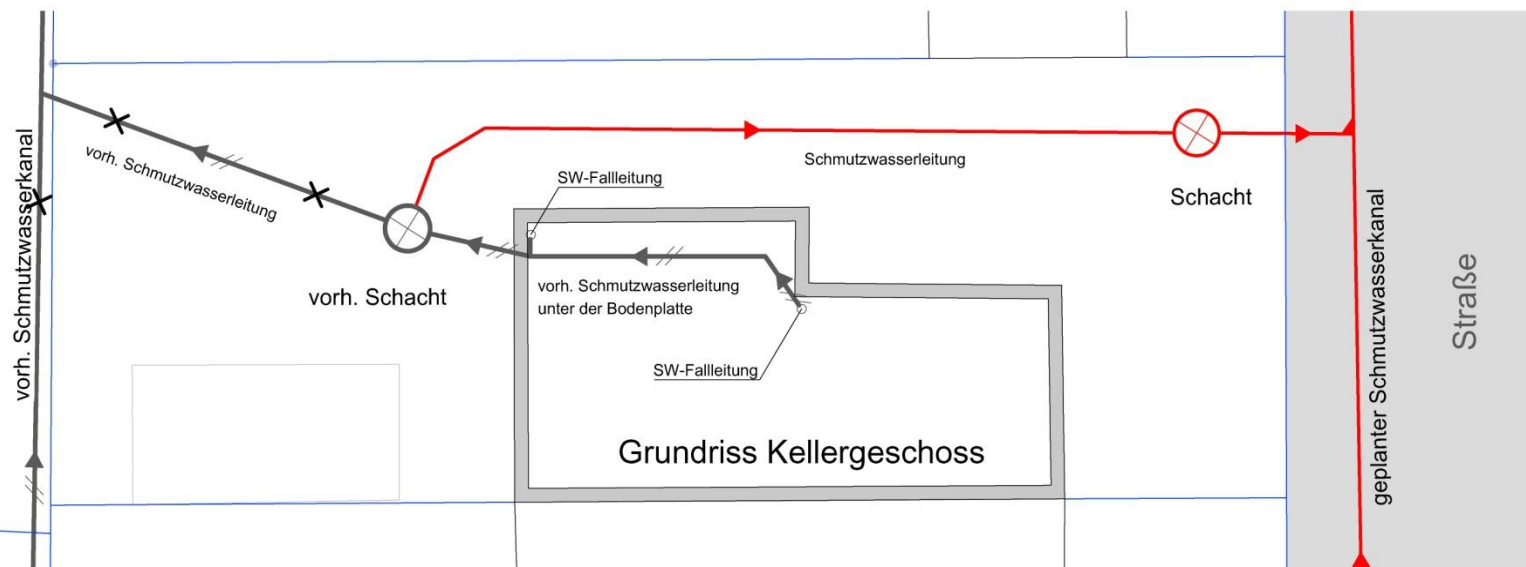 vorh. Schmutzwasserkanal
vorh. Schmutzwasserleitung
vorh. Schacht
SW-Fallleitung
vorh. Schmutzwasserleitung
unter der Bodenplatte
SW-Fallleitung
Grundriss Kellergeschoss
Schmutzwasserleitung
Schacht
geplanter Schmutzwasserkanal
Straße